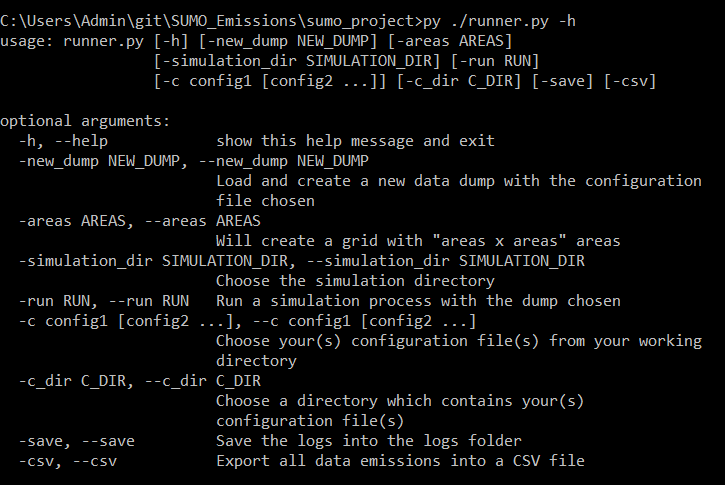 C:\Users\Admin\git\SUMO_Emissions\sumo_project>py ./runner.py -h
usage: runner.py [-h] [-new_dump NEW_DUMP] [-areas AREAS]
[-simulation_dir SIMULATION_DIR] [-run RUN]
[-c config1 [config2 ...]] [-c_dir C_DIR] [-save] [-csv]
optional arguments:
-h, --help show this help message and exit
-new_dump NEW_DUMP, --new_dump NEW_DUMP
Load and create a new data dump with the configuration
file chosen
-areas AREAS, --areas AREAS
Will create a grid with "areas x areas" areas
-simulation_dir SIMULATION_DIR, --simulation_dir SIMULATION_DIR
Choose the simulation directory
-run RUN, --run RUN Run a simulation process with the dump chosen
-c config1 [config2 ...], --c config1 [config2 ...]
Choose your(s) configuration file(s) from your working
directory
-c_dir C_DIR, --c_dir C_DIR
Choose a directory which contains your(s)
configuration file(s)
-save, --save Save the logs into the logs folder
-csv, --csv Export all data emissions into a CSV file